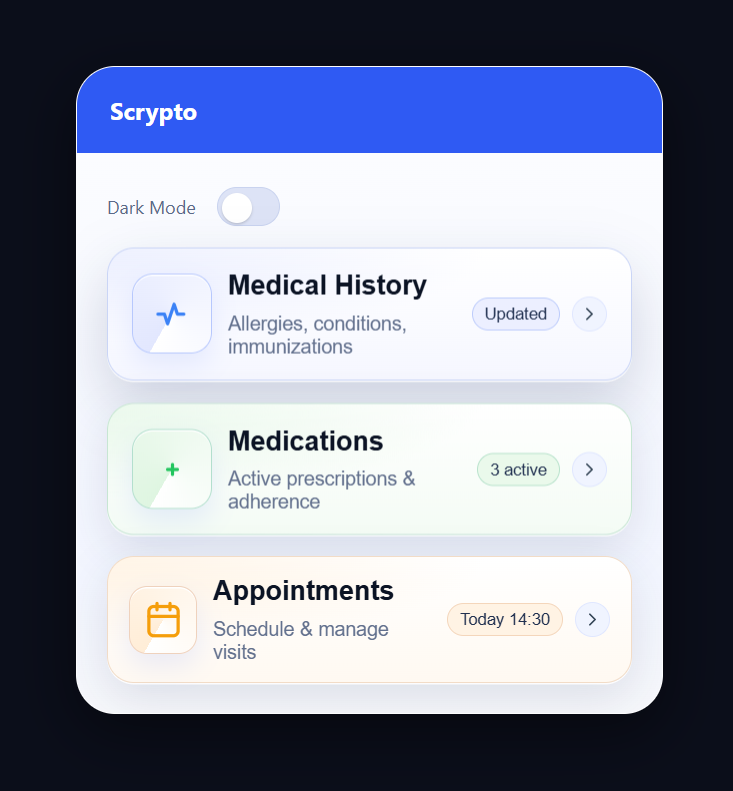 Scrypto
Dark Mode
Medical History
Allergies, conditions,
immunizations
Updated
Medications
Active prescriptions &
adherence
3 active
Appointments
Schedule & manage
visits
Today 14:30